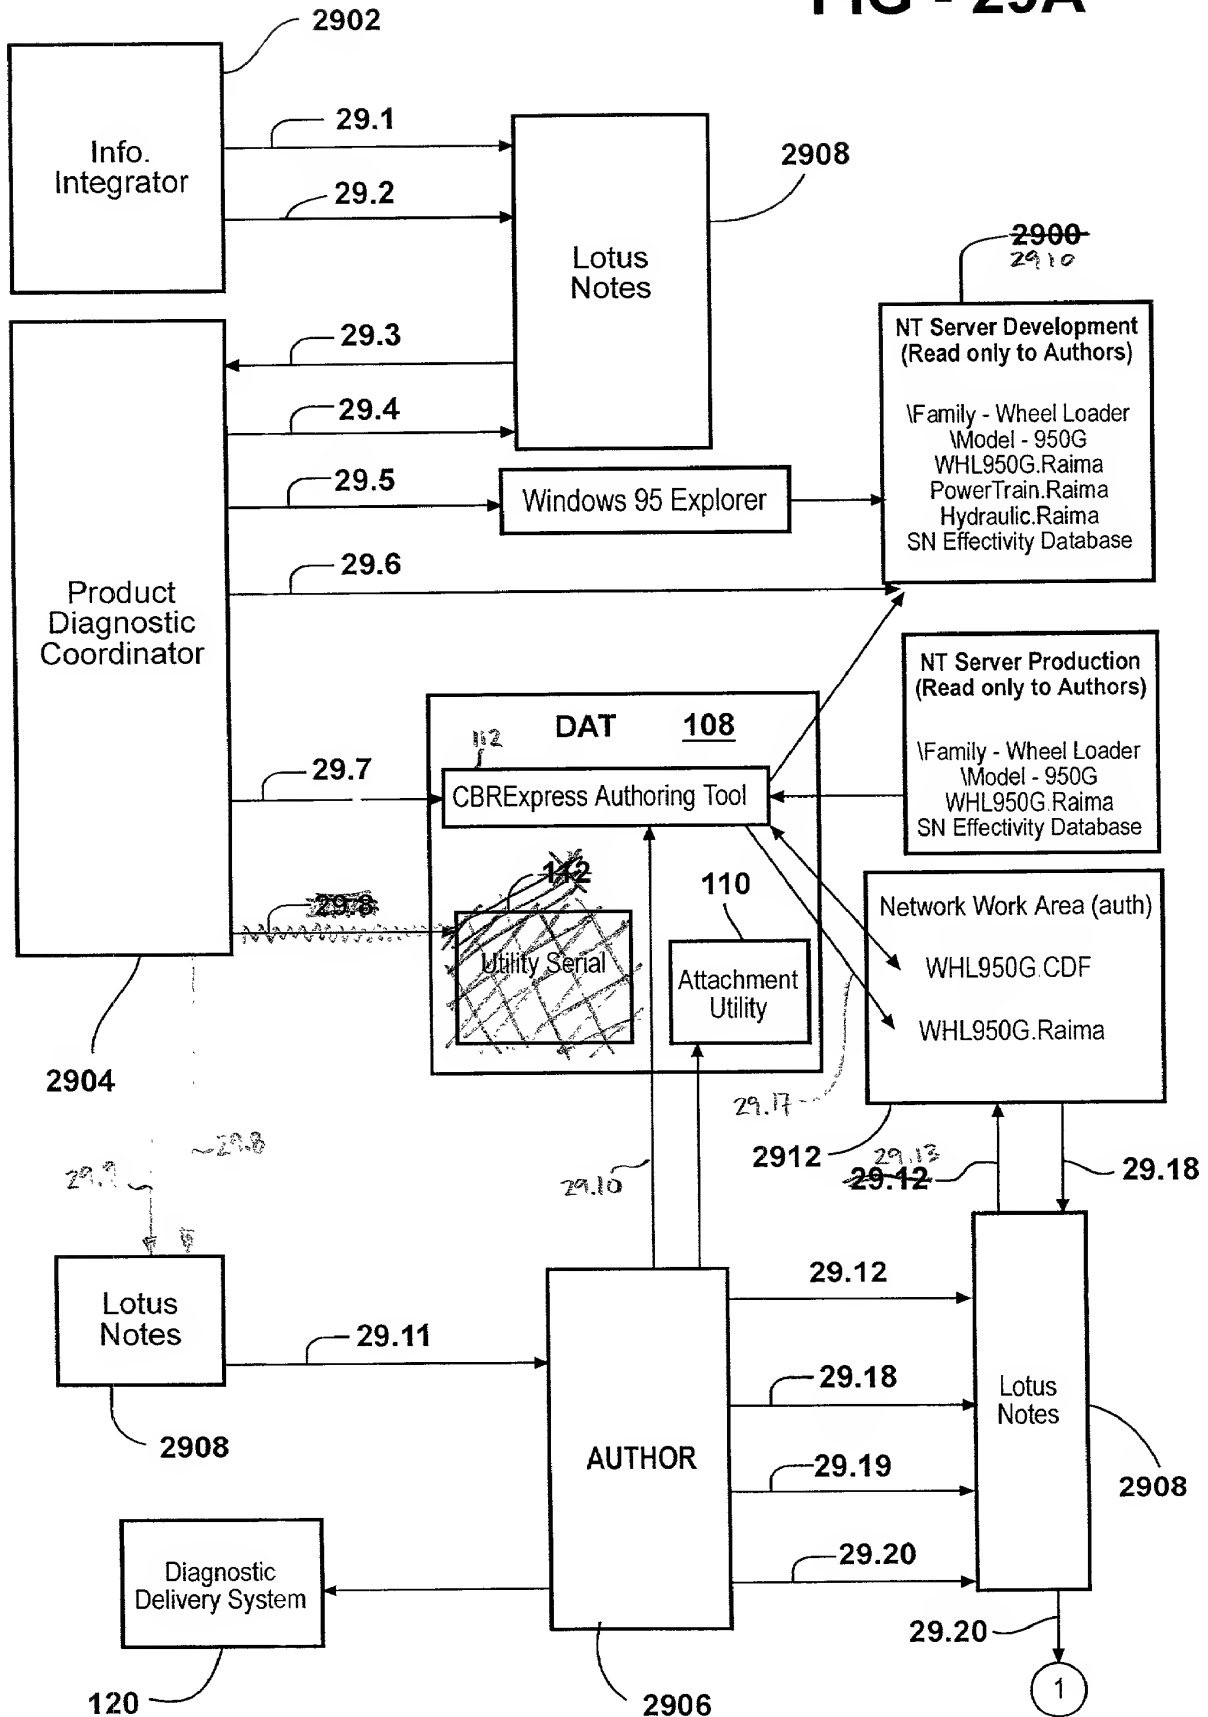 FIG - 29A
2902
29.1
Info.
Integrator
29.2
2908
Lotus
Notes
2900
2910
NT Server Development
(Read only to Authors)
\Family - Wheel Loader
\Model - 950G
WHL950G.Raima
PowerTrain.Raima
Hydraulic.Raima
SN Effectivity Database
29.3
29.4
29.5
Windows 95 Explorer
29.6
Product
Diagnostic
Coordinator
NT Server Production
(Read only to Authors)
\Family - Wheel Loader
\Model - 950G
WHL950G.Raima
SN Effectivity Database
DAT 108
112
29.7
CBRExpress Authoring Tool
112
110
29.8
Utility Serial
Attachment
Utility
Network Work Area (auth)
WHL950G.CDF
WHL950G.Raima
2904
29.17
2912
29.8
29.9
29.10
29.13
29.12
29.18
Lotus
Notes
29.11
2908
29.12
29.18
29.19
29.20
AUTHOR
Lotus
Notes
2908
Diagnostic
Delivery System
120
2906
29.20
1